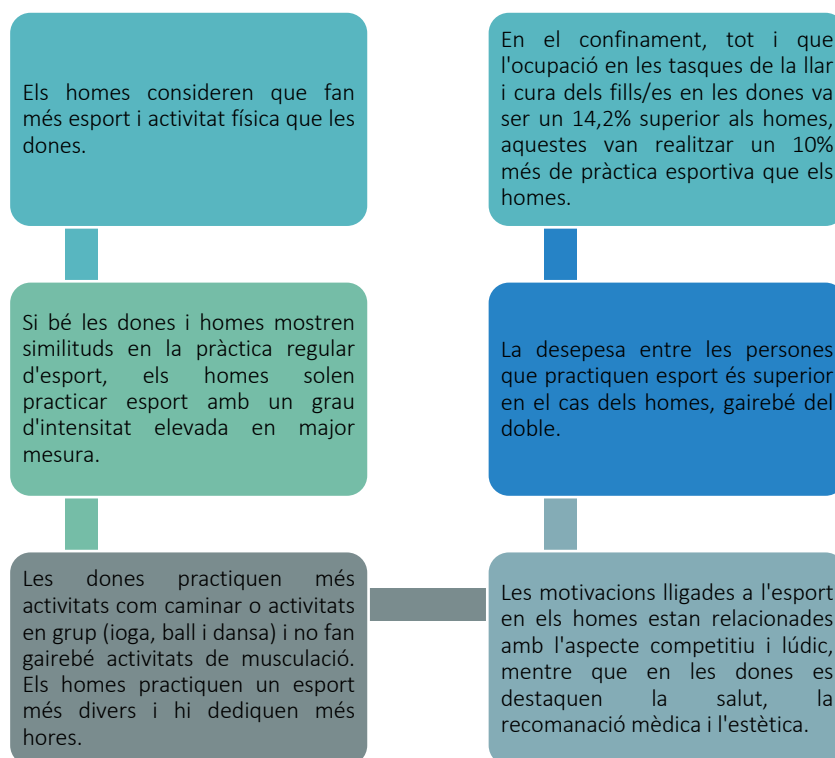 Els homes consideren que fan
més esport i activitat física que les
dones.
Si bé les dones i homes mostren
similituds en la pràctica regular
d'esport, els homes solen
practicar esport amb un grau
d'intensitat elevada en major
mesura.
Les dones practiquen més
activitats com caminar o activitats
en grup (ioga, ball i dansa) i no fan
gairebé activitats de musculació.
Els homes practiquen un esport
més divers i hi dediquen més
hores.
Les motivacions lligades a l'esport
en els homes estan relacionades
amb l'aspecte competitiu i lúdic,
mentre que en les dones es
destaquen la salut, la
recomanació mèdica i l'estètica.
La desepesa entre les persones
que practiquen esport és superior
en el cas dels homes, gairebé del
doble.
En el confinament, tot i que
l'ocupació en les tasques de la llar
i cura dels fills/es en les dones va
ser un 14,2% superior als homes,
aquestes van realitzar un 10%
més de pràctica esportiva que els
homes.